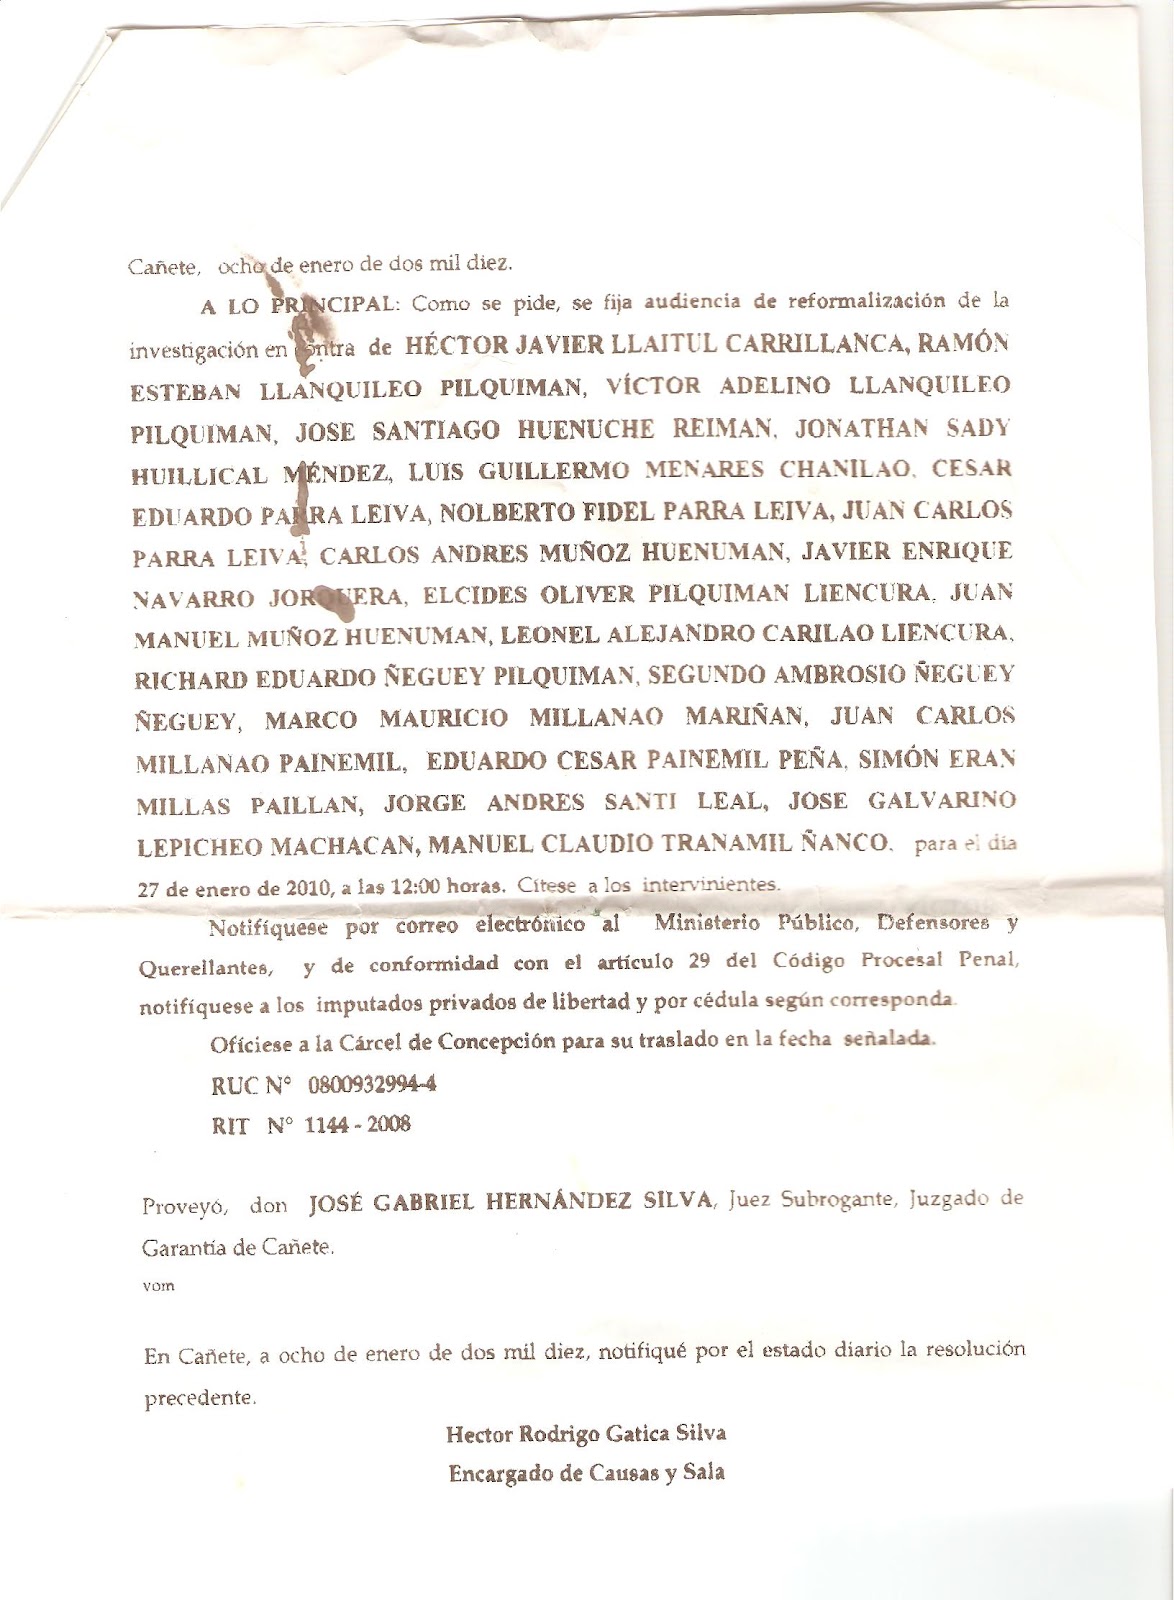 Cañete, ocho de enero de dos mil diez.
A LO PRINCIPAL: Como se pide, se fija audiencia de reformalización de la
investigación en contra de HÉCTOR JAVIER LLAITUL CARRILLANCA, RAMÓN
ESTEBAN LLANQUILEO PILQUIMAN, VÍCTOR ADELINO LLANQUILEO
PILQUIMAN, JOSE SANTIAGO HUENUCHE REIMAN, JONATHAN SADY
HUILLICAL MÉNDEZ, LUIS GUILLERMO MENARES CHANILAO, CESAR
EDUARDO PARRA LEIVA, NOLBERTO FIDEL PARRA LEIVA, JUAN CARLOS
PARRA LEIVA, CARLOS ANDRES MUÑOZ HUENUMAN, JAVIER ENRIQUE
NAVARRO JORQUERA, ELCIDES OLIVER PILQUIMAN LIENCURA, JUAN
MANUEL MUÑOZ HUENUMAN, LEONEL ALEJANDRO CARILAO LIENCURA,
RICHARD EDUARDO ÑEGUEY PILQUIMAN, SEGUNDO AMBROSIO ÑEGUEY
ÑEGUEY, MARCO MAURICIO MILLANAO MARIÑAN, JUAN CARLOS
MILLANAO PAINEMIL, EDUARDO CESAR PAINEMIL PEÑA, SIMÓN ERAN
MILLAS PAILLAN, JORGE ANDRES SANTI LEAL, JOSE GALVARINO
LEPICHEO MACHACAN, MANUEL CLAUDIO TRANAMIL ÑANCO, para el día
27 de enero de 2010, a las 12:00 horas. Cítese a los intervinientes.
Notifíquese por correo electrónico al Ministerio Público, Defensores y
Querellantes, y de conformidad con el artículo 29 del Código Procesal Penal,
notifíquese a los imputados privados de libertad y por cédula según corresponda.
Ofíciese a la Cárcel de Concepción para su traslado en la fecha señalada.
RUC N° 0800932994-4
RIT N° 1144 - 2008
Proveyó, don JOSÉ GABRIEL HERNÁNDEZ SILVA, Juez Subrogante, Juzgado de
Garantía de Cañete.
vom
En Cañete, a ocho de enero de dos mil diez, notifiqué por el estado diario la resolución
precedente.
Hector Rodrigo Gatica Silva
Encargado de Causas y Sala